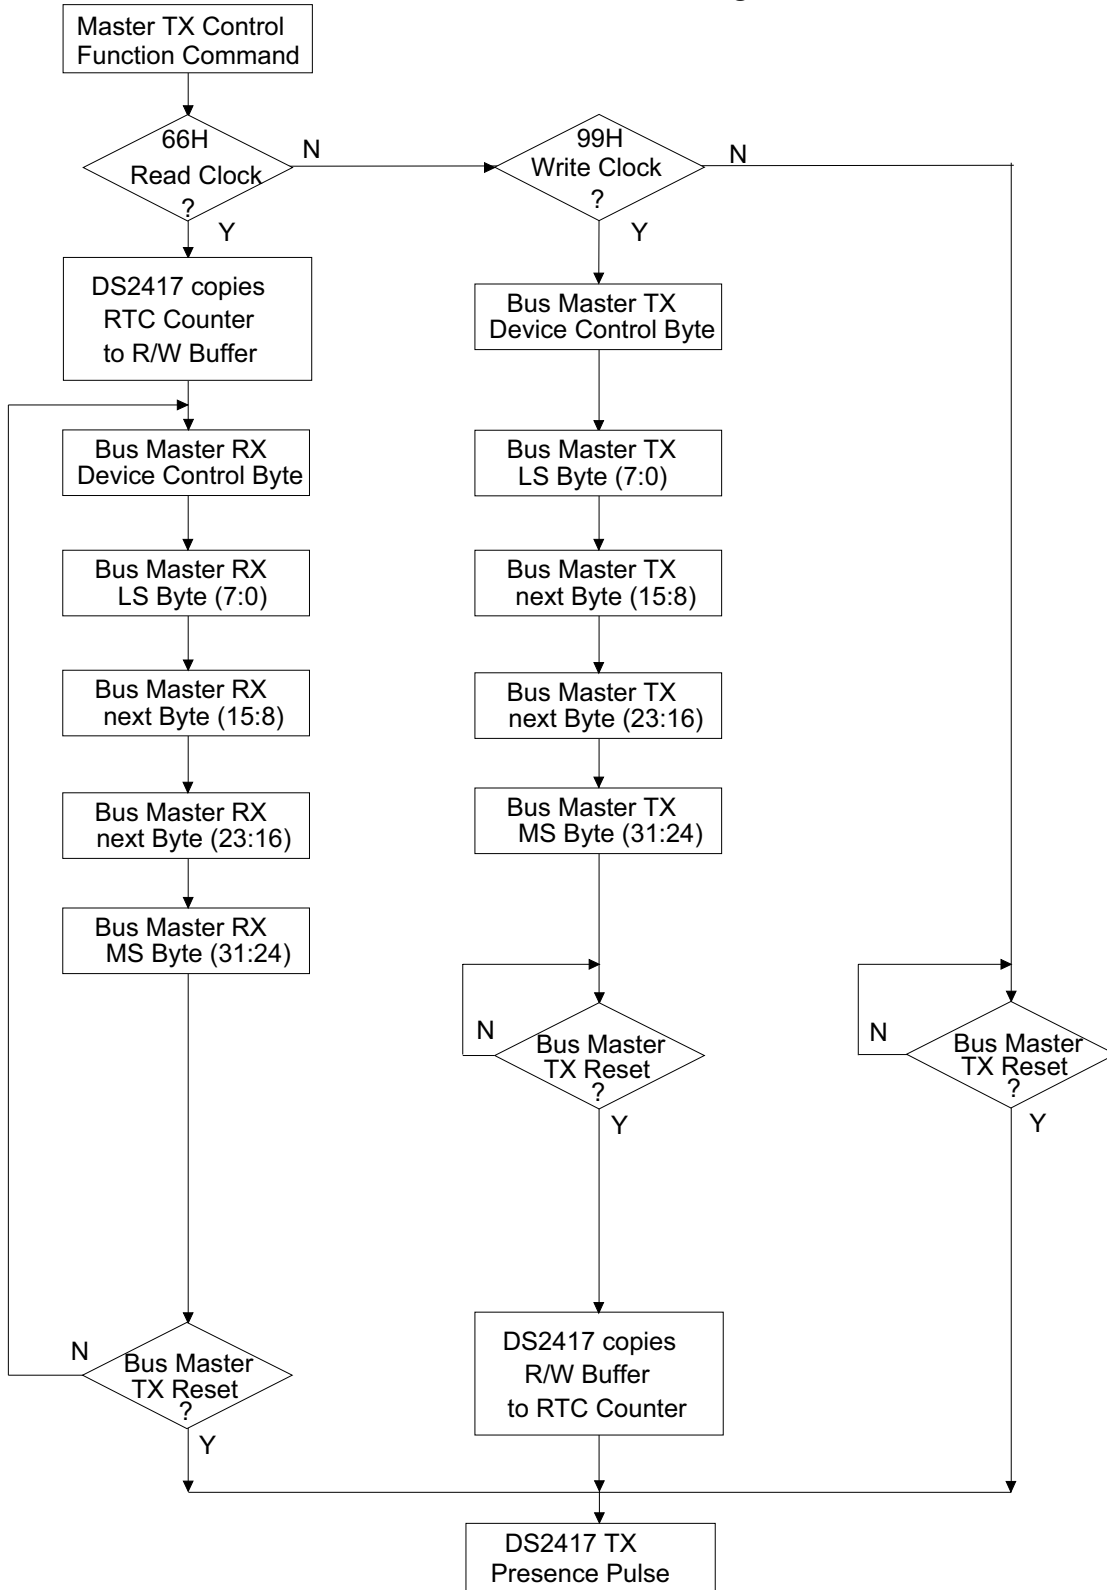 g
Master TX Control
Function Command
66H
Read Clock
?
N
Y
99H
Write Clock
?
N
Y
DS2417 copies
RTC Counter
to R/W Buffer
Bus Master RX
Device Control Byte
Bus Master RX
LS Byte (7:0)
Bus Master RX
next Byte (15:8)
Bus Master RX
next Byte (23:16)
Bus Master RX
MS Byte (31:24)
N
Bus Master
TX Reset
?
Y
Bus Master TX
Device Control Byte
Bus Master TX
LS Byte (7:0)
Bus Master TX
next Byte (15:8)
Bus Master TX
next Byte (23:16)
Bus Master TX
MS Byte (31:24)
N
Bus Master
TX Reset
?
Y
DS2417 copies
R/W Buffer
to RTC Counter
N
Bus Master
TX Reset
?
Y
DS2417 TX
Presence Pulse